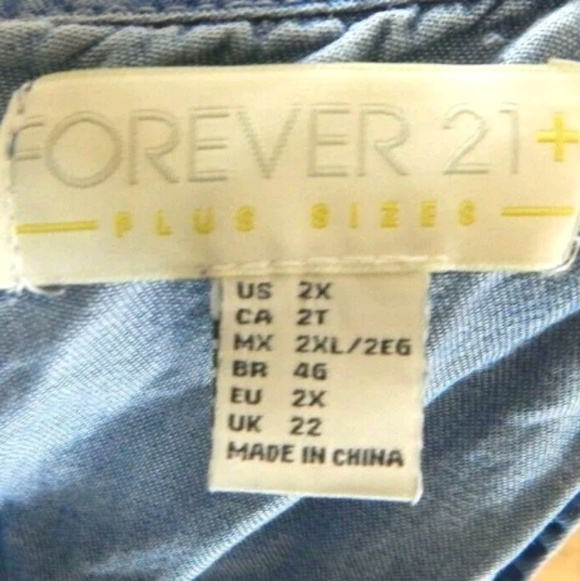 FOREVER 21+
PLUS SIZES
US 2X
CA 2T
MX 2XL/2EG
BR 4G
EU 2X
UK 22
MADE IN CHINA